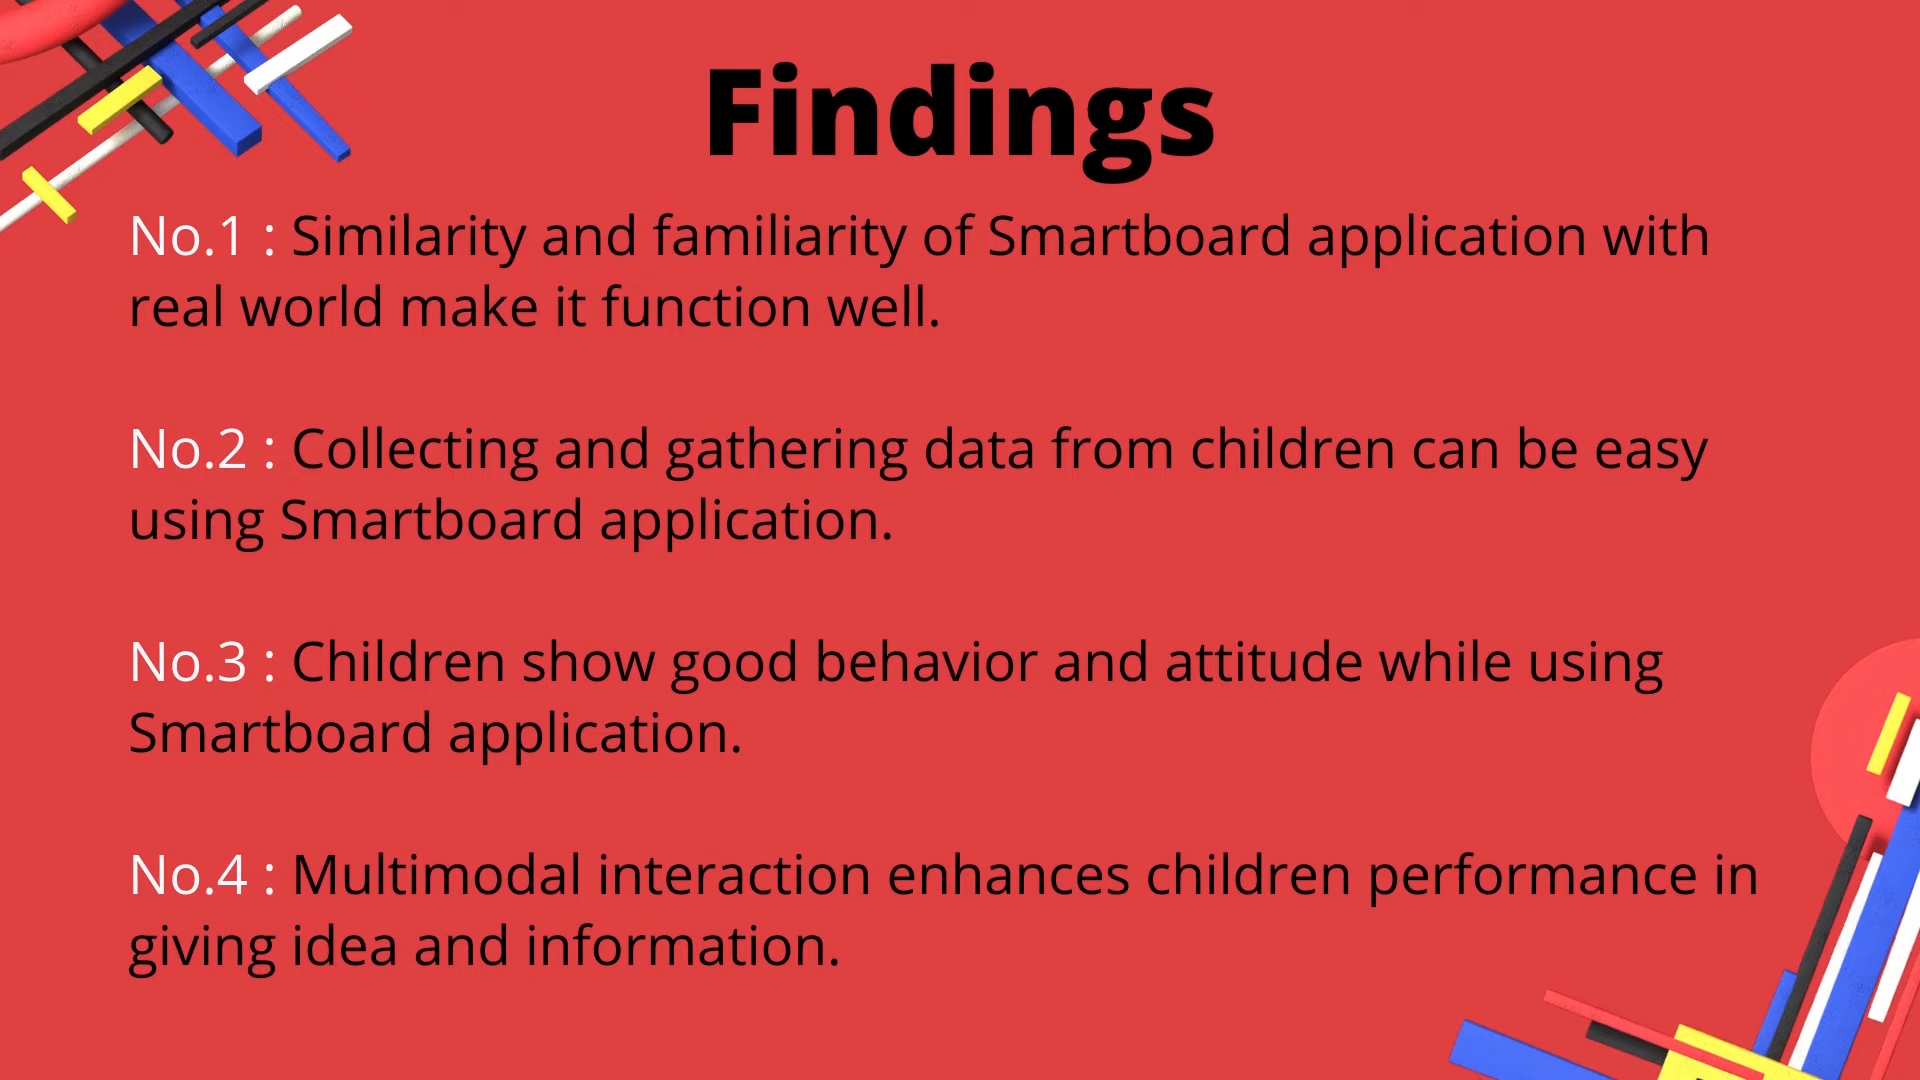 Findings
No.1 : Similarity and familiarity of Smartboard application with
real world make it function well.
No.2 : Collecting and gathering data from children can be easy
using Smartboard application.
No.3 : Children show good behavior and attitude while using
Smartboard application.
No.4 : Multimodal interaction enhances children performance in
giving idea and information.